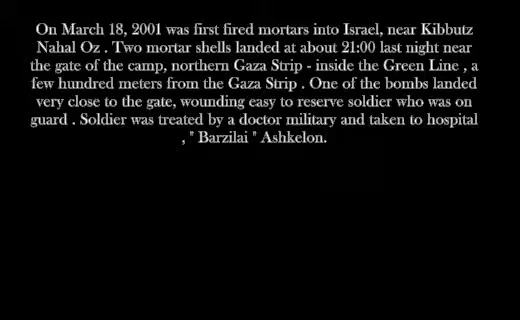 On March 18, 2001 was first fired mortars into Israel, near Kibbutz
Nahal Oz . Two mortar shells landed at about 21:00 last night near
the gate of the camp, northern Gaza Strip - inside the Green Line , a
few hundred meters from the Gaza Strip . One of the bombs landed
very close to the gate, wounding easy to reserve soldier who was on
guard . Soldier was treated by a doctor military and taken to hospital
, " Barzilai " Ashkelon.